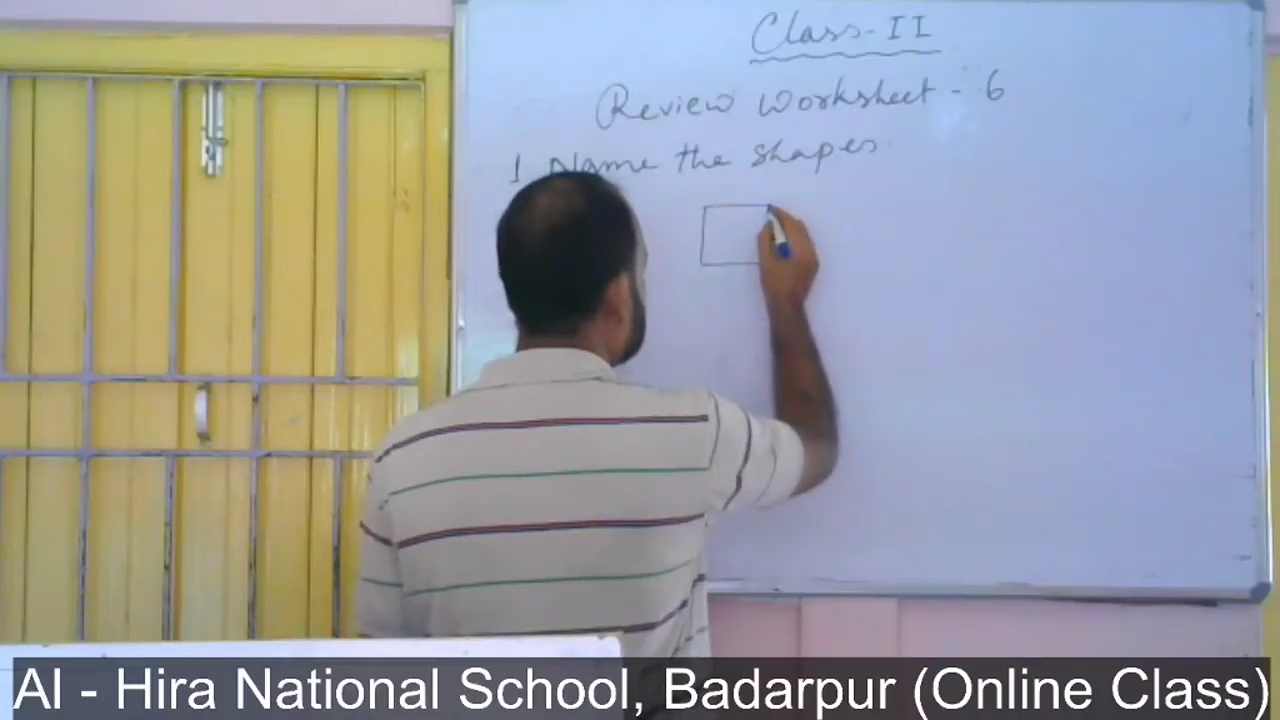 Class-II
Review Worksheet - 6
1 Name the shapes
Al - Hira National School, Badarpur (Online Class)